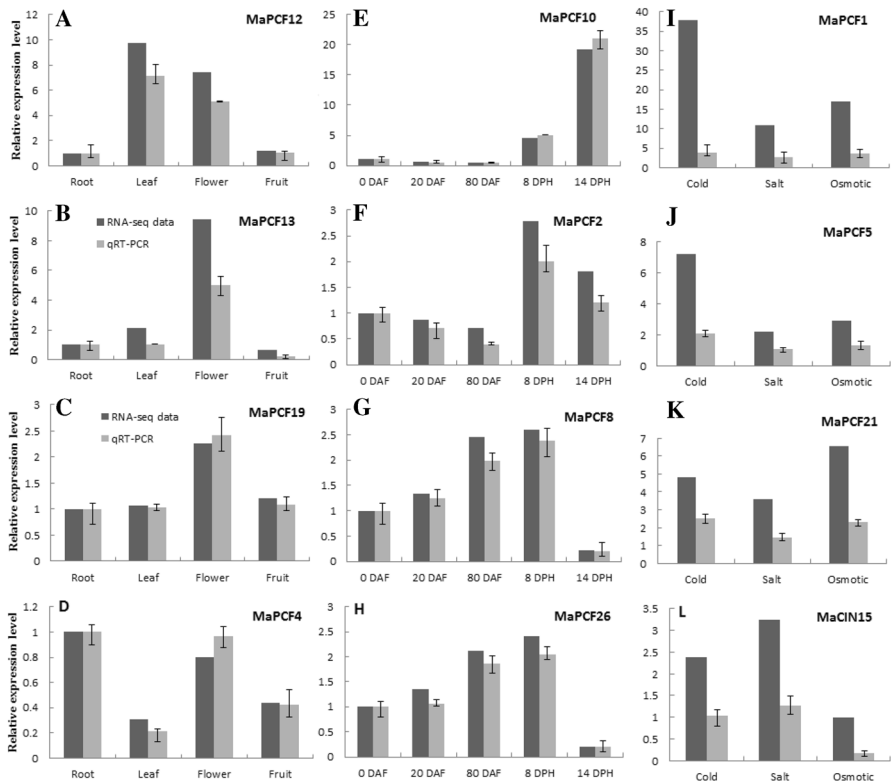 A
MaPCF12
Relative expression level
12
10
8
6
4
2
0
Root Leaf Flower Fruit
E
MaPCF10
25
20
15
10
5
0
0 DAF 20 DAF 80 DAF 8 DPH 14 DPH
I
MaPCF1
40
35
30
25
20
15
10
5
0
Cold Salt Osmotic
B
MaPCF13
RNA-seq data
qRT-PCR
Relative expression level
10
8
6
4
2
0
Root Leaf Flower Fruit
F
MaPCF2
3
2.5
2
1.5
1
0.5
0
0 DAF 20 DAF 80 DAF 8 DPH 14 DPH
J
MaPCF5
8
6
4
2
0
Cold Salt Osmotic
C
MaPCF19
RNA-seq data
qRT-PCR
Relative expression level
3
2.5
2
1.5
1
0.5
0
Root Leaf Flower Fruit
G
MaPCF8
3
2.5
2
1.5
1
0.5
0
0 DAF 20 DAF 80 DAF 8 DPH 14 DPH
K
MaPCF21
7
6
5
4
3
2
1
0
Cold Salt Osmotic
D
MaPCF4
Relative expression level
1.2
1
0.8
0.6
0.4
0.2
0
Root Leaf Flower Fruit
H
MaPCF26
3
2.5
2
1.5
1
0.5
0
0 DAF 20 DAF 80 DAF 8 DPH 14 DPH
L
MaCIN15
3.5
3
2.5
2
1.5
1
0.5
0
Cold Salt Osmotic